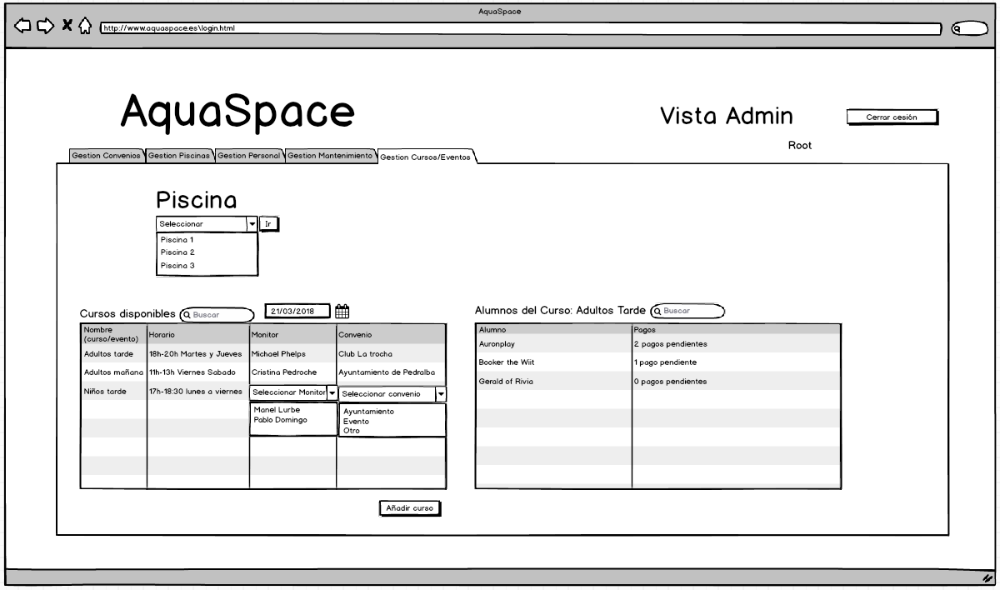 AquaSpace
http://www.aquaspace.es\login.html
AquaSpace
Vista Admin
Cerrar cesión
Root
Gestion Convenios
Gestion Piscinas
Gestion Personal
Gestion Mantenimiento
Gestion Cursos/Eventos
Piscina
Seleccionar
Ir
Piscina 1
Piscina 2
Piscina 3
Cursos disponibles
Buscar
21/03/2018
Nombre
(curso/evento)
Horario
Monitor
Convenio
Adultos tarde
18h-20h Martes y Jueves
Michael Phelps
Club La trocha
Adultos mañana
11h-13h Viernes Sabado
Cristina Pedroche
Ayuntamiento de Pedralba
Niños tarde
17h-18:30 lunes a viernes
Seleccionar Monitor
Seleccionar convenio
Manel Lurbe
Pablo Domingo
Ayuntamiento
Evento
Otro
Añadir curso
Alumnos del Curso: Adultos Tarde
Buscar
Alumno
Pagos
Auronplay
2 pagos pendientes
Booker the Wiit
1 pago pendiente
Gerald of Rivia
0 pagos pendientes